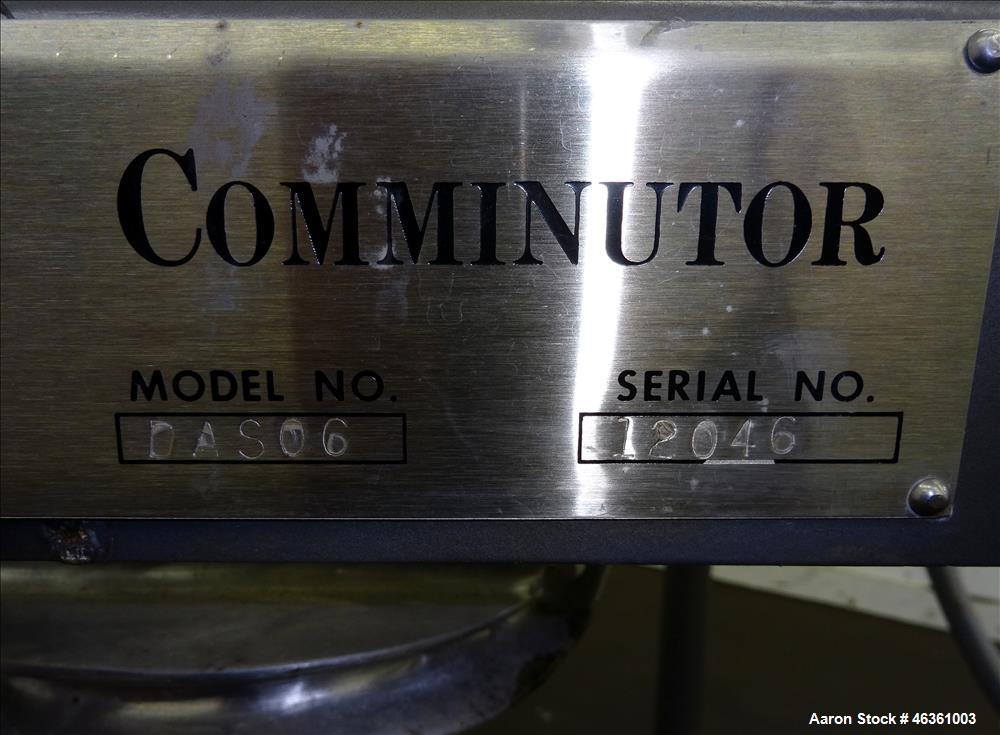 COMMINUTOR
MODEL NO. SERIAL NO.
DAS06 12046
Aaron Stock # 46361003